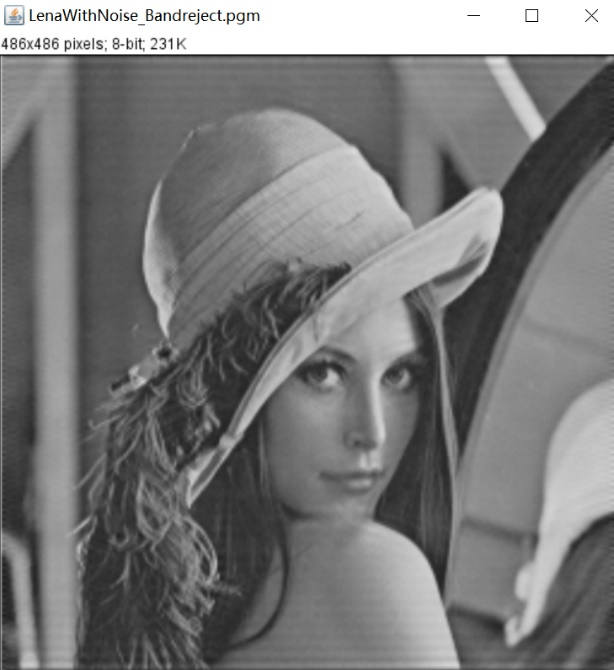 LenaWithNoise_Bandreject.pgm
486x486 pixels; 8-bit; 231K